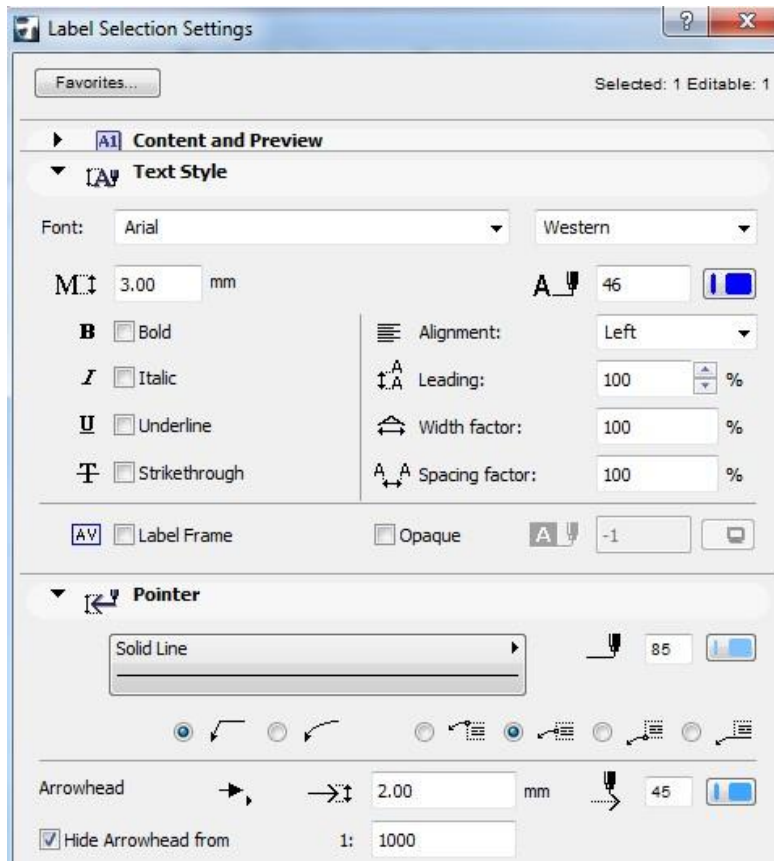 Label Selection Settings
Favorites... Selected: 1 Editable: 1
A1 Content and Preview
A Text Style
Font: Arial Western
M 3.00 mm A 46
B Bold Alignment: Left
I Italic A A Leading: 100 %
U Underline Width factor: 100 %
T Strikethrough A A Spacing factor: 100 %
AV Label Frame Opaque A -1
Pointer
Solid Line 85
Arrowhead 2.00 mm 45
Hide Arrowhead from 1: 1000